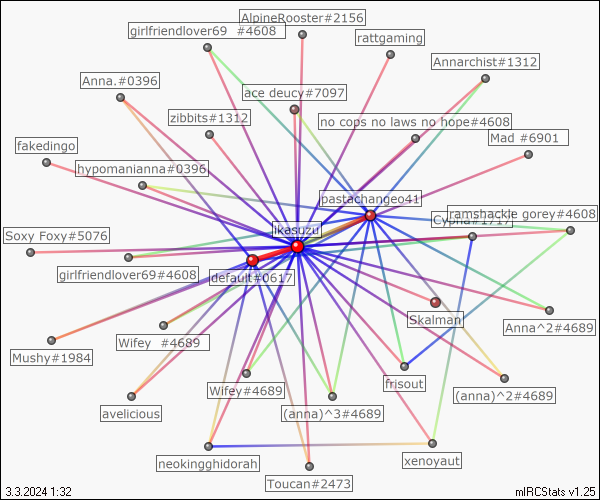 AlpineRooster#2156
girlfriendlover69 #4608
rattgaming
Annarchist#1312
Anna.#0396
ace deucy#7097
zibbits#1312
no cops no laws no hope#4608
Mad #6901
fakedingo
hypomanianna#0396
pastachangeo41
ramshackle gorey#4608
Cypria#1717
ikasuzu
Soxy Foxy#5076
girlfriendlover69#4608
default#0617
Skalman
Anna^2#4689
Wifey #4689
Mushy#1984
frisout
Wifey#4689
(anna)^2#4689
avelicious
(anna)^3#4689
neokingghidorah
xenoyaut
Toucan#2473
3.3.2024 1:32
mIRCStats v1.25